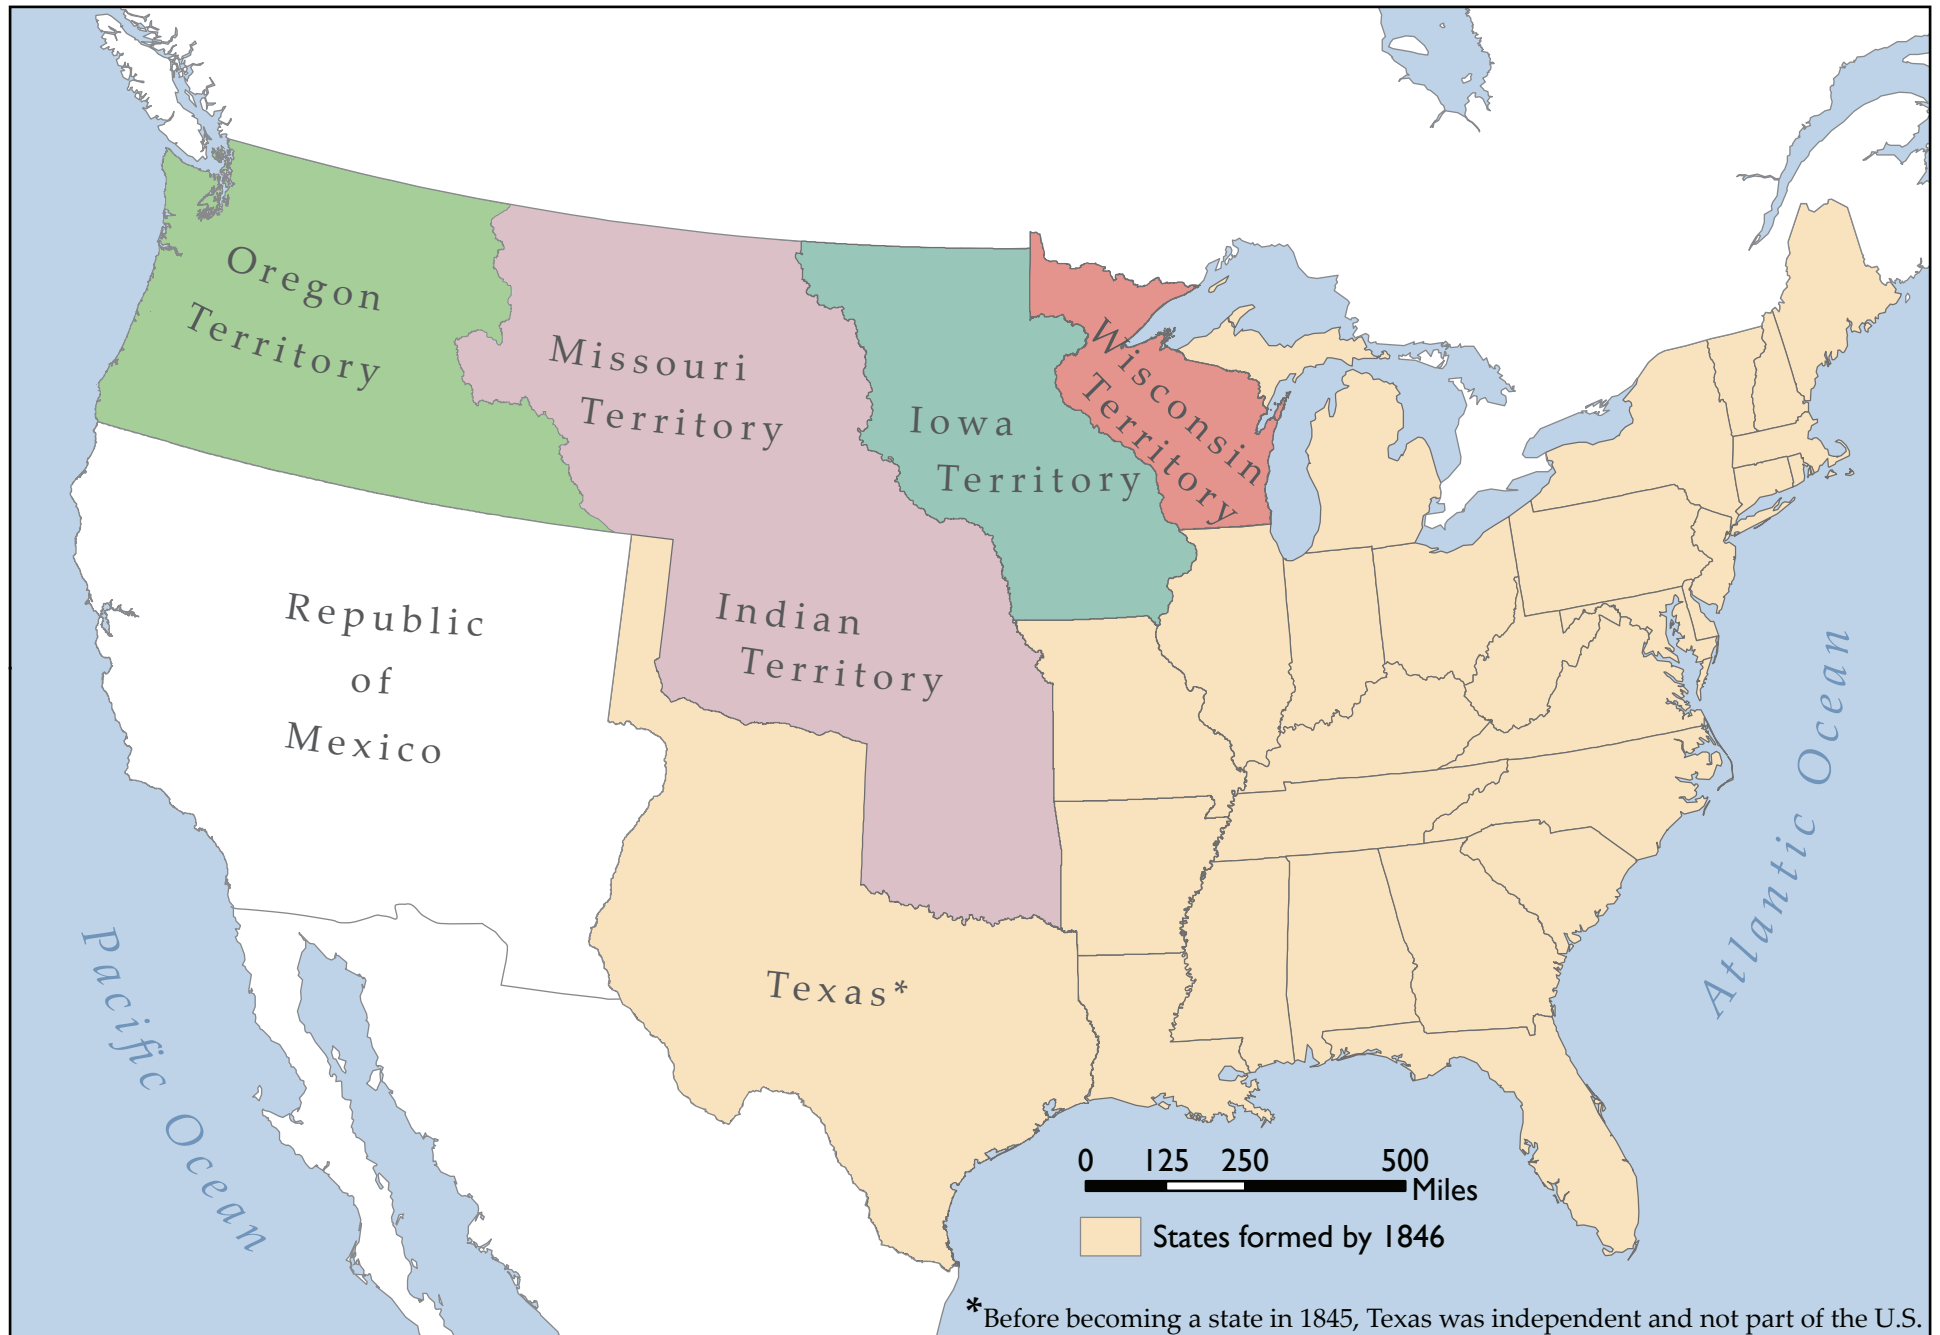 Oregon
Territory
Missouri
Territory
Iowa
Territory
Wisconsin
Territory
Republic
of
Mexico
Indian
Territory
Texas*
Pacific Ocean
Atlantic Ocean
0 125 250 500
Miles
States formed by 1846
*Before becoming a state in 1845, Texas was independent and not part of the U.S.